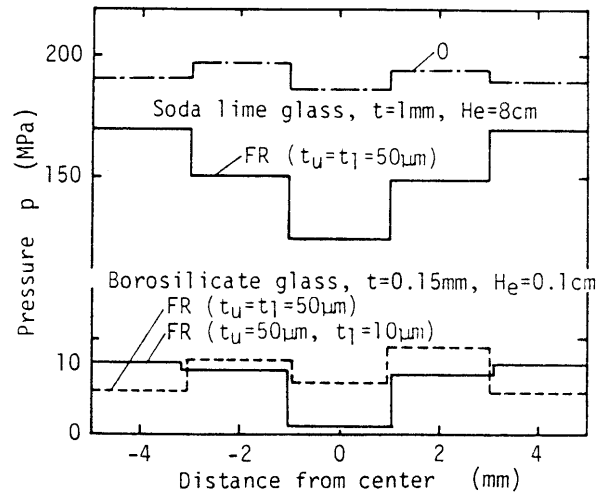 200
O
Soda lime glass, t=1mm, He=8cm
FR (tu=tl=50μm)
150
Pressure p (MPa)
Borosilicate glass, t=0.15mm, He=0.1cm
FR (tu=tl=50μm)
FR (tu=50μm, tl=10μm)
10
0
-4 -2 0 2 4
Distance from center (mm)